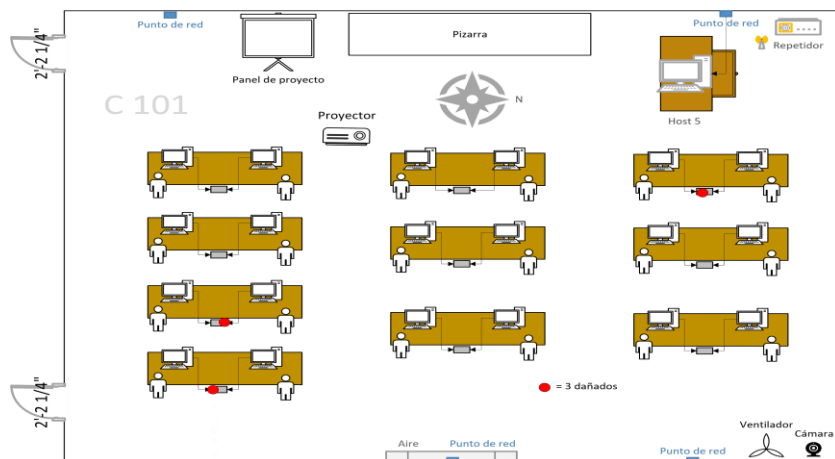 Punto de red
Pizarra
Punto de red
Repetidor
2'-2 1/4"
Panel de proyecto
C 101
N
Proyector
Host 5
= 3 dañados
2'-2 1/4"
Aire
Punto de red
Punto de red
Ventilador
Cámara